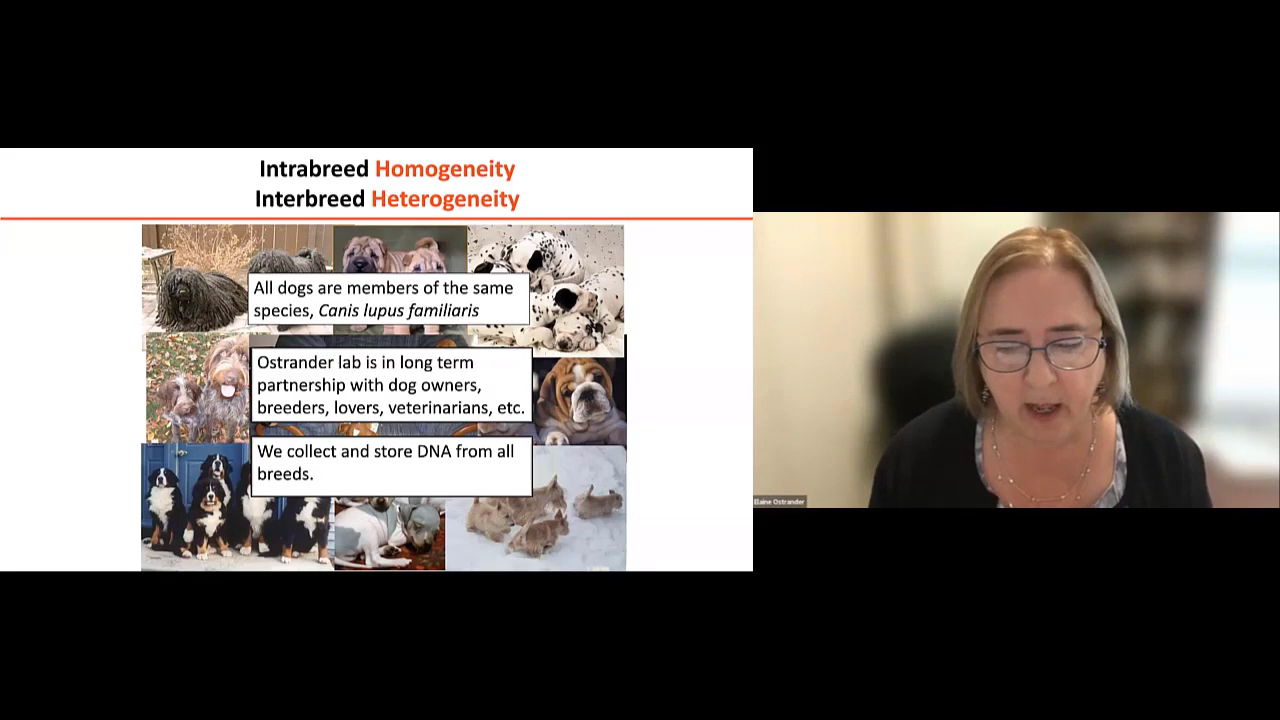 Intrabreed Homogeneity
Interbreed Heterogeneity
All dogs are members of the same
species, Canis lupus familiaris
Ostrander lab is in long term
partnership with dog owners,
breeders, lovers, veterinarians, etc.
We collect and store DNA from all
breeds.
Elaine Ostrander